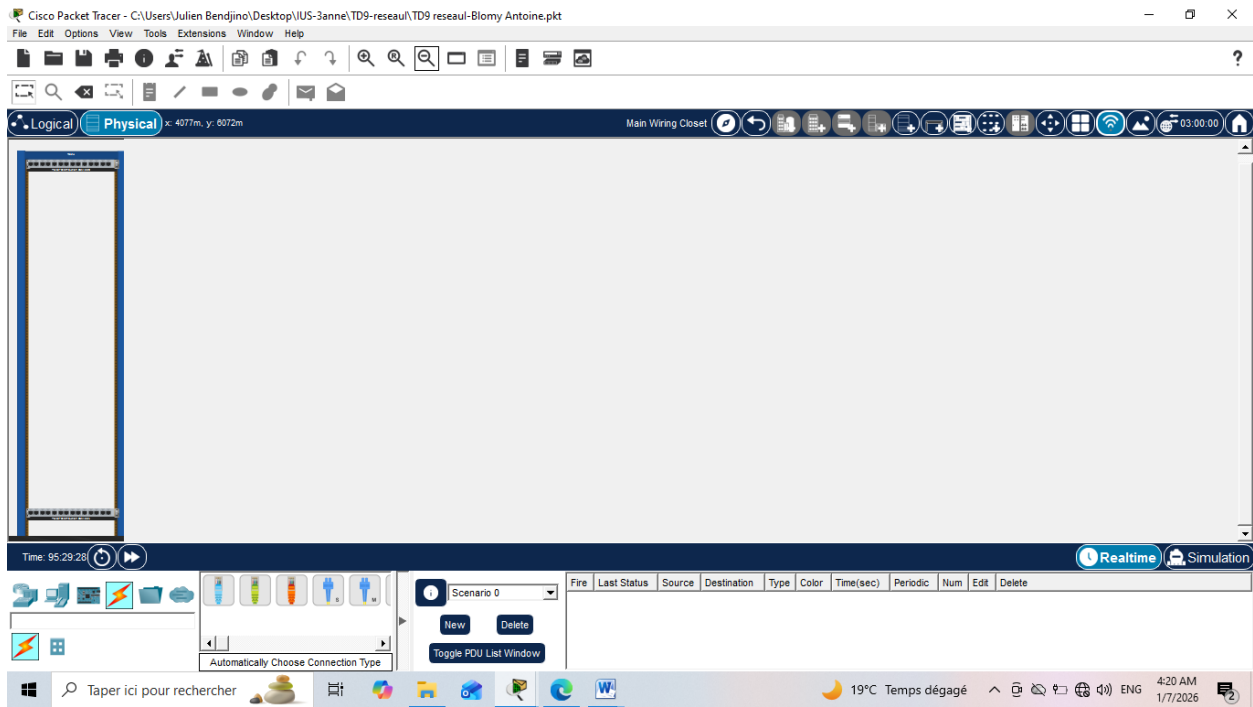 Cisco Packet Tracer - C:\Users\Julien Bendjino\Desktop\IUS-3anne\TD9-reseaul\TD9 reseaul-Blomy Antoine.pkt
File Edit Options View Tools Extensions Window Help
?
Logical Physical x: 4077m, y: 6072m Main Wiring Closet 03:00:00
Time: 95:29:28 Realtime Simulation
Scenario 0 Fire Last Status Source Destination Type Color Time(sec) Periodic Num Edit Delete
New Delete
Toggle PDU List Window
Automatically Choose Connection Type
Taper ici pour rechercher 19°C Temps dégagé ENG 4:20 AM
1/7/2026 2